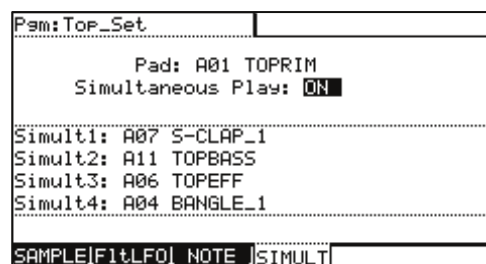 Pgm:Top_Set
Pad: A01 TOPRIM
Simultaneous Play: ON
Simult1: A07 S-CLAP_1
Simult2: A11 TOPBASS
Simult3: A06 TOPEFF
Simult4: A04 BANGLE_1
SAMPLE|FltLFO| NOTE |SIMULT|